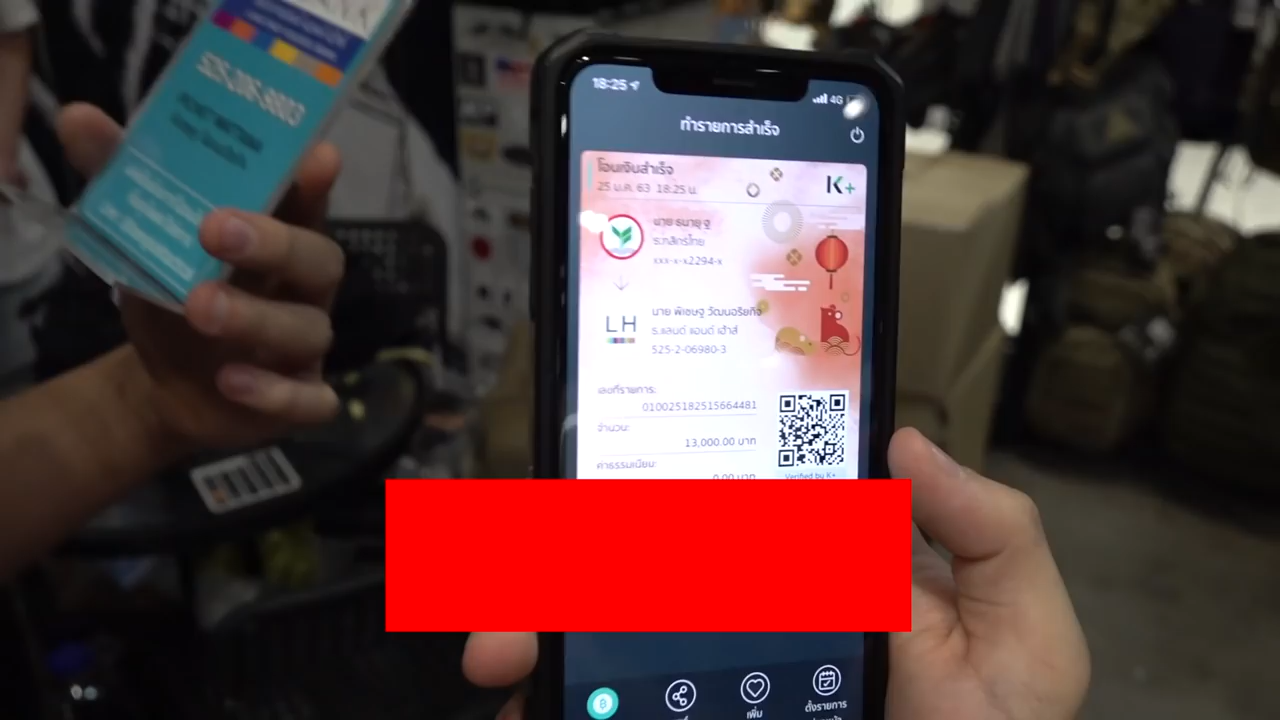 18:25
4G
ทำรายการสำเร็จ
โอนเงินสำเร็จ
25 ม.ค. 63 18:25 น.
K+
นาย ธนายุ จู
ธ.กสิกรไทย
xxx-x-x2294-x
LH
นาย พิเชษฐ วัฒนอริยกิจ
ธ.แลนด์ แอนด์ เฮ้าส์
525-2-06980-3
เลขที่รายการ:
010025182515664481
จำนวน:
13,000.00 บาท
ค่าธรรมเนียม:
0.00 บาท
Verified by K+
เพิ่ม
ตั้งรายการ